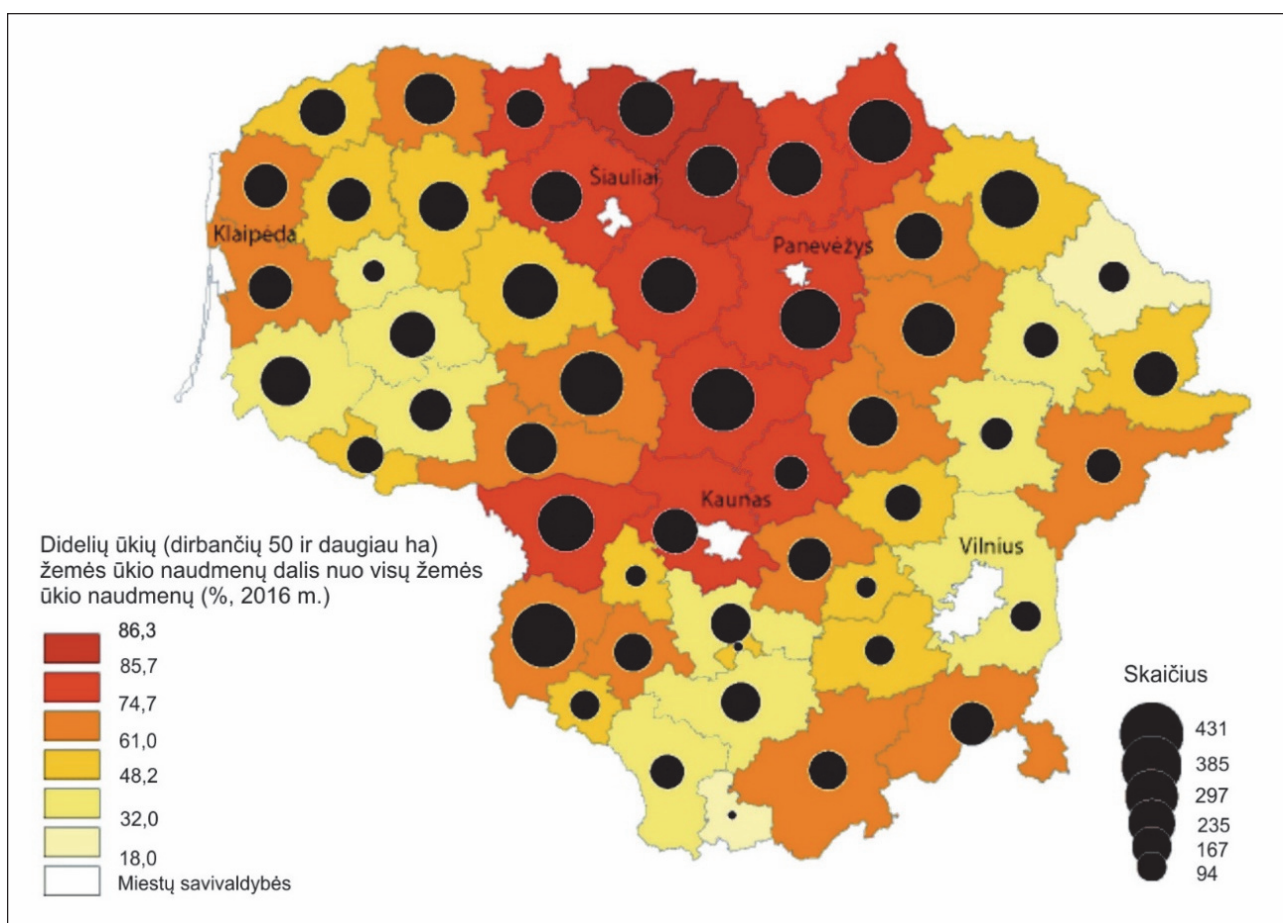 Šiauliai
Klaipėda
Panevėžys
Kaunas
Vilnius
Didelių ūkių (dirbančių 50 ir daugiau ha)
žemės ūkio naudmenų dalis nuo visų žemės
ūkio naudmenų (%, 2016 m.)
86,3
85,7
74,7
61,0
48,2
32,0
18,0
Miestų savivaldybės
Skaičius
431
385
297
235
167
94